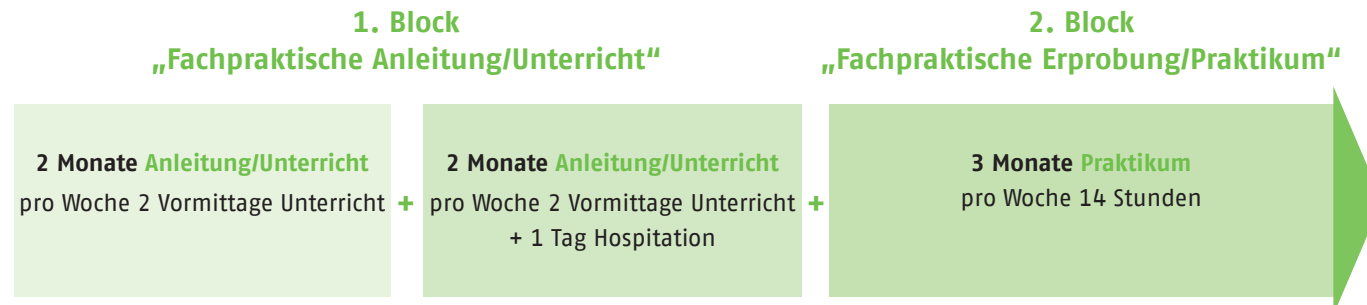 1. Block
„Fachpraktische Anleitung/Unterricht“
2. Block
„Fachpraktische Erprobung/Praktikum“
2 Monate Anleitung/Unterricht
pro Woche 2 Vormittage Unterricht
+
2 Monate Anleitung/Unterricht
pro Woche 2 Vormittage Unterricht
+ 1 Tag Hospitation
+
3 Monate Praktikum
pro Woche 14 Stunden